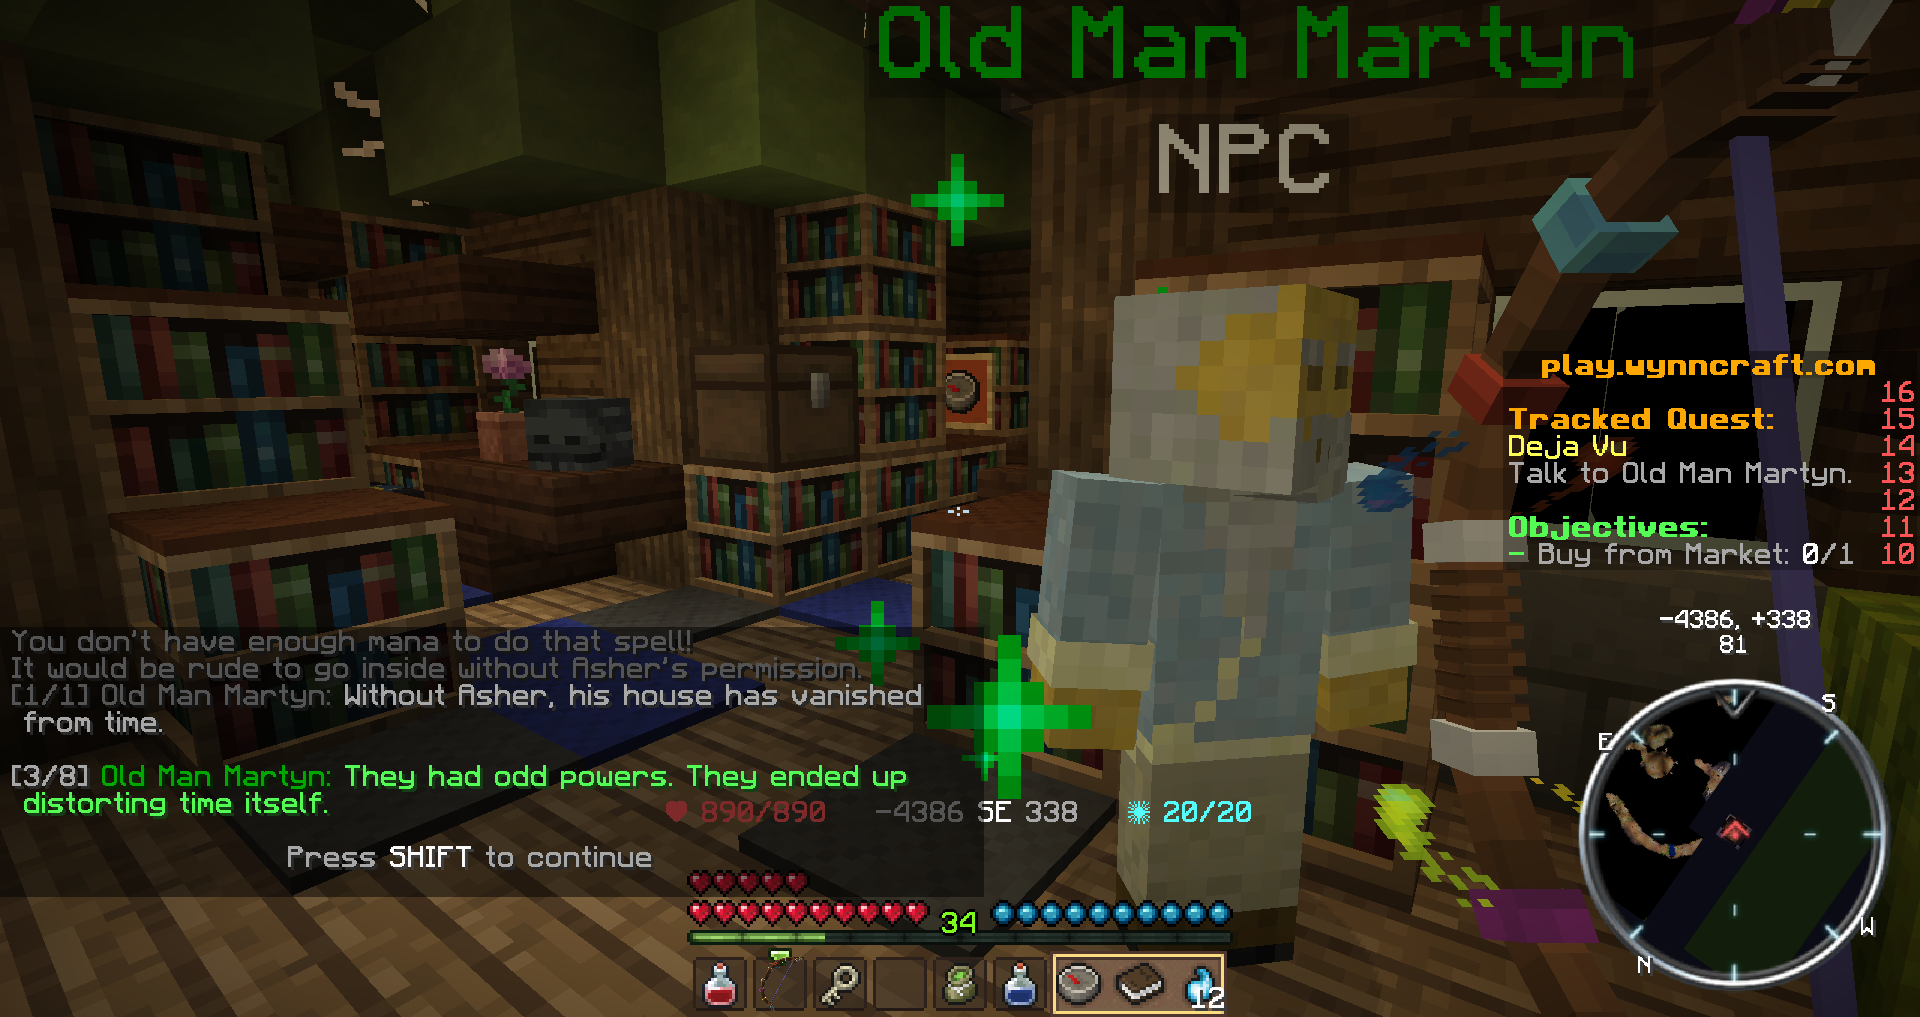 Old Man Martyn
NPC
play.wynncraft.com
16
Tracked Quest: 15
Deja Vu 14
Talk to Old Man Martyn. 13
12
Objectives: 11
- Buy from Market: 0/1 10
-4386, +338
81
S
E
W
N
You don't have enough mana to do that spell!
It would be rude to go inside without Asher's permission.
[1/1] Old Man Martyn: Without Asher, his house has vanished
from time.
[3/8] Old Man Martyn: They had odd powers. They ended up
distorting time itself.
890/890 -4386 SE 338 20/20
Press SHIFT to continue
34
12